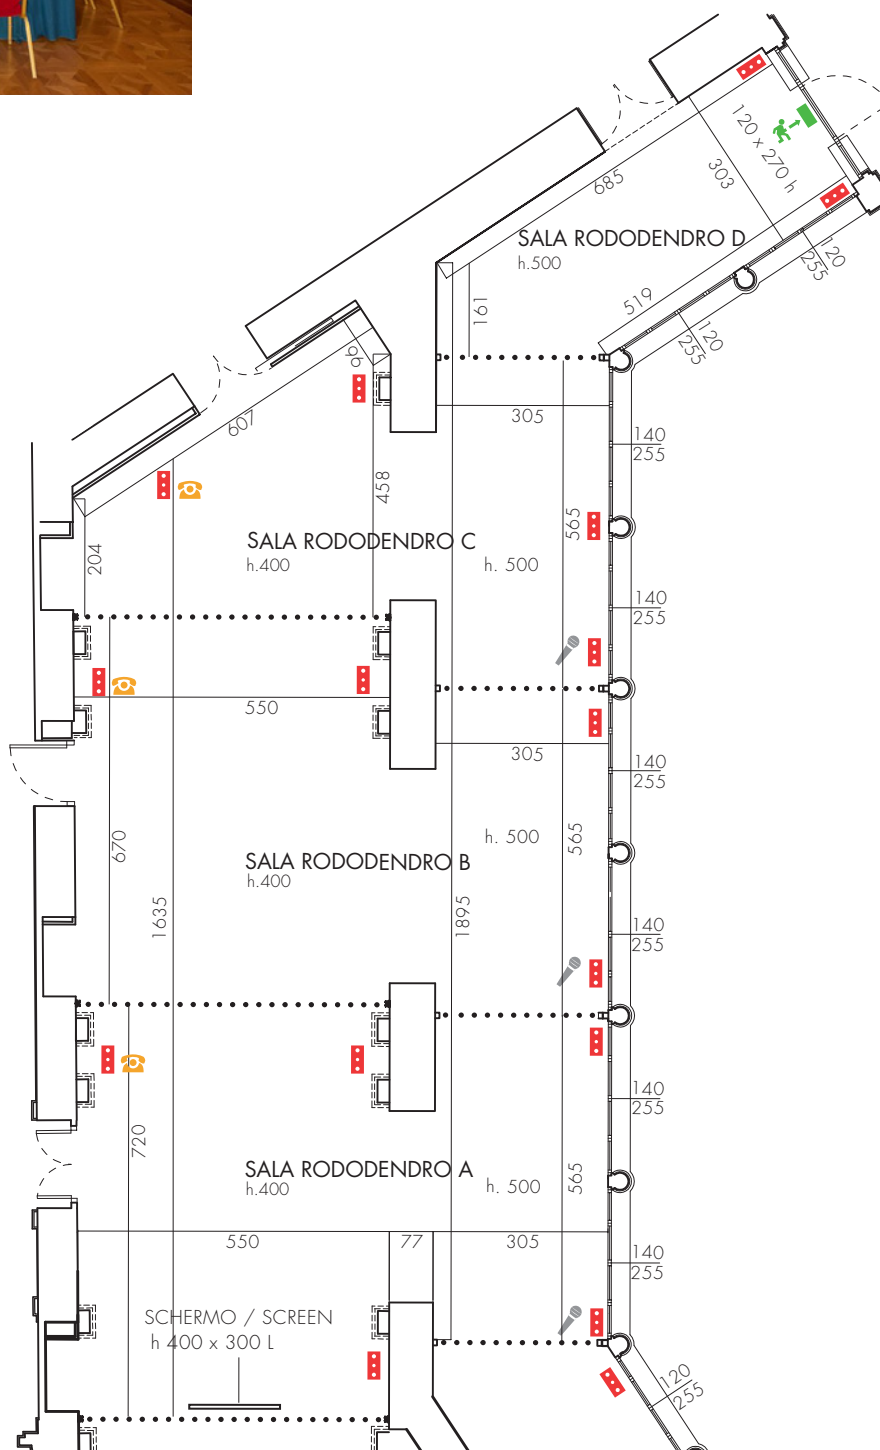 120 x 270 h
303
685
SALA RODODENDRO D
h.500
120
255
519
161
120
255
96
607
305
140
255
458
565
SALA RODODENDRO C
h.400
h. 500
204
140
255
550
305
140
255
670
h. 500
565
SALA RODODENDRO B
h.400
1635
1895
140
255
140
255
720
SALA RODODENDRO A
h.400
h. 500
565
550
77
305
140
255
SCHERMO / SCREEN
h 400 x 300 L
120
255